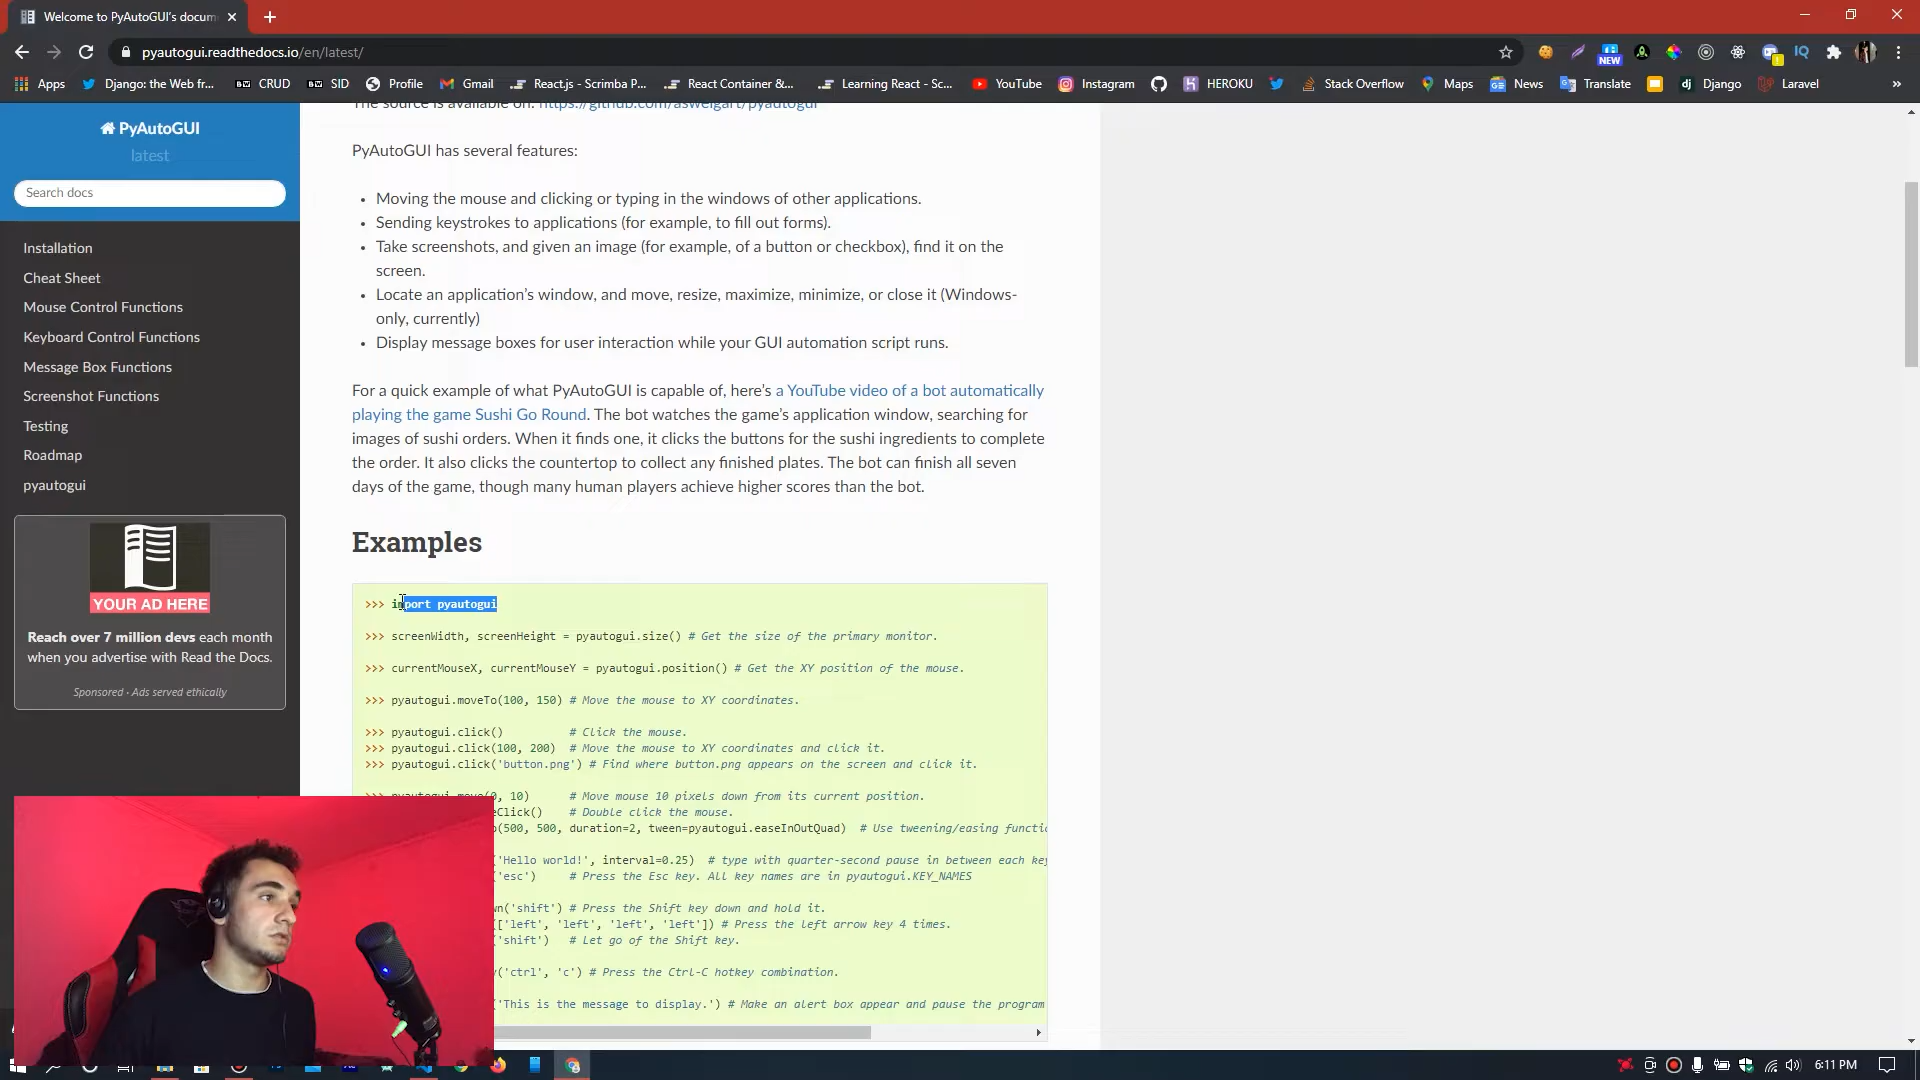 Welcome to PyAutoGUI's docum
pyautogui.readthedocs.io/en/latest/
NEW
IQ
Apps
Django: the Web fr...
CRUD
SID
Profile
Gmail
React.js - Scrimba P...
React Container &...
Learning React - Sc...
YouTube
Instagram
HEROKU
Stack Overflow
Maps
News
Translate
dj Django
Laravel
»
PyAutoGUI
latest
Search docs
Installation
Cheat Sheet
Mouse Control Functions
Keyboard Control Functions
Message Box Functions
Screenshot Functions
Testing
Roadmap
pyautogui
YOUR AD HERE
Reach over 7 million devs each month
when you advertise with Read the Docs.
Sponsored · Ads served ethically
The source is available on: https://github.com/asweigart/pyautogui
PyAutoGUI has several features:
• Moving the mouse and clicking or typing in the windows of other applications.
• Sending keystrokes to applications (for example, to fill out forms).
• Take screenshots, and given an image (for example, of a button or checkbox), find it on the
screen.
• Locate an application's window, and move, resize, maximize, minimize, or close it (Windows-
only, currently)
• Display message boxes for user interaction while your GUI automation script runs.
For a quick example of what PyAutoGUI is capable of, here's a YouTube video of a bot automatically
playing the game Sushi Go Round. The bot watches the game's application window, searching for
images of sushi orders. When it finds one, it clicks the buttons for the sushi ingredients to complete
the order. It also clicks the countertop to collect any finished plates. The bot can finish all seven
days of the game, though many human players achieve higher scores than the bot.
Examples
>>> import pyautogui
>>> screenWidth, screenHeight = pyautogui.size() # Get the size of the primary monitor.
>>> currentMouseX, currentMouseY = pyautogui.position() # Get the XY position of the mouse.
>>> pyautogui.moveTo(100, 150) # Move the mouse to XY coordinates.
>>> pyautogui.click() # Click the mouse.
>>> pyautogui.click(100, 200) # Move the mouse to XY coordinates and click it.
>>> pyautogui.click('button.png') # Find where button.png appears on the screen and click it.
>>> pyautogui.move(0, 10) # Move mouse 10 pixels down from its current position.
eClick() # Double click the mouse.
(500, 500, duration=2, tween=pyautogui.easeInOutQuad) # Use tweening/easing functio
('Hello world!', interval=0.25) # type with quarter-second pause in between each key
('esc') # Press the Esc key. All key names are in pyautogui.KEY_NAMES
wn('shift') # Press the Shift key down and hold it.
(['left', 'left', 'left', 'left']) # Press the left arrow key 4 times.
('shift') # Let go of the Shift key.
('ctrl', 'c') # Press the Ctrl-C hotkey combination.
('This is the message to display.') # Make an alert box appear and pause the program
6:11 PM